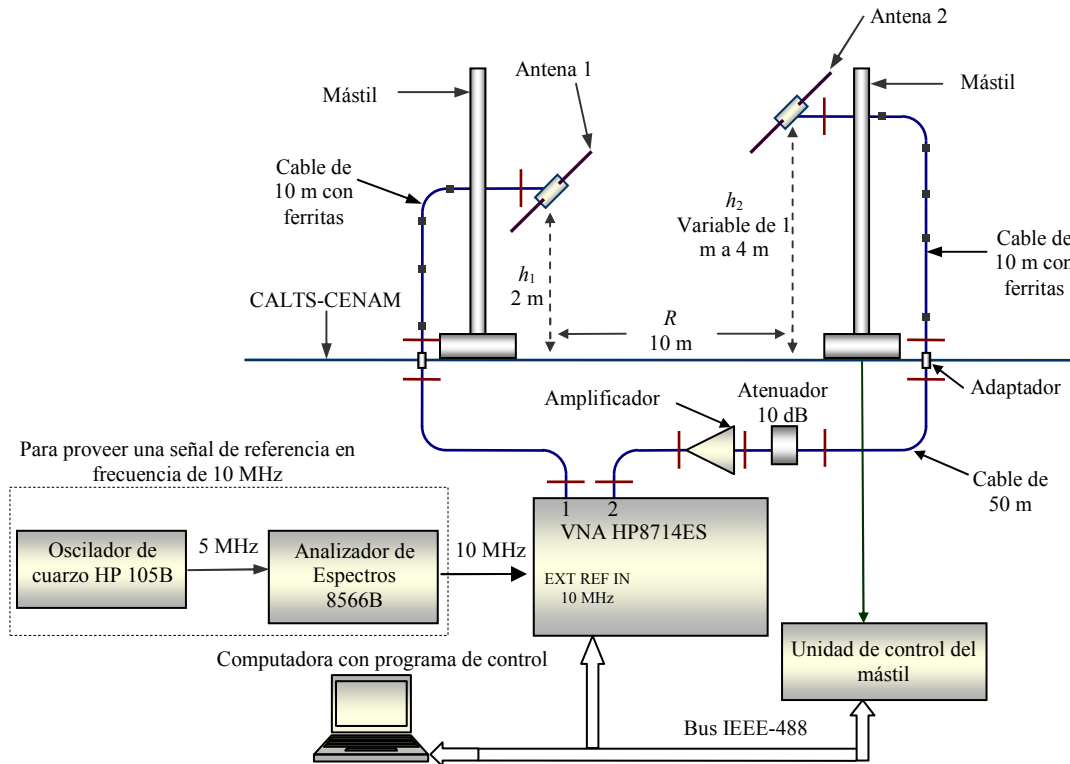 Antena 2
Antena 1
Mástil
Mástil
Cable de
10 m con
ferritas
h2
Variable de 1
m a 4 m
Cable de
10 m con
ferritas
h1
2 m
CALTS-CENAM
R
10 m
Adaptador
Atenuador
10 dB
Amplificador
Para proveer una señal de referencia en
frecuencia de 10 MHz
Cable de
50 m
1 2
VNA HP8714ES
EXT REF IN
10 MHz
Oscilador de
cuarzo HP 105B
5 MHz
Analizador de
Espectros
8566B
10 MHz
Unidad de control del
mástil
Computadora con programa de control
Bus IEEE-488